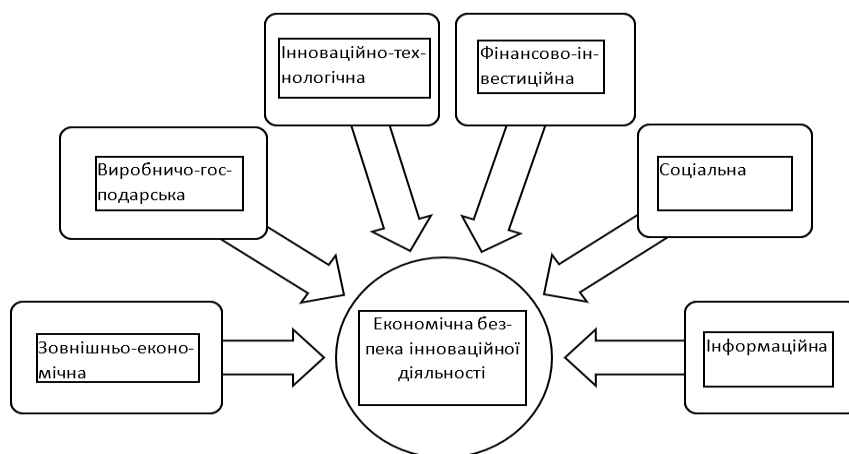 Інноваційно-тех-
нологічна
Фінансово-ін-
вестиційна
Виробничо-гос-
подарська
Соціальна
Зовнішньо-еконо-
мічна
Економічна без-
пека інноваційної
діяльності
Інформаційна